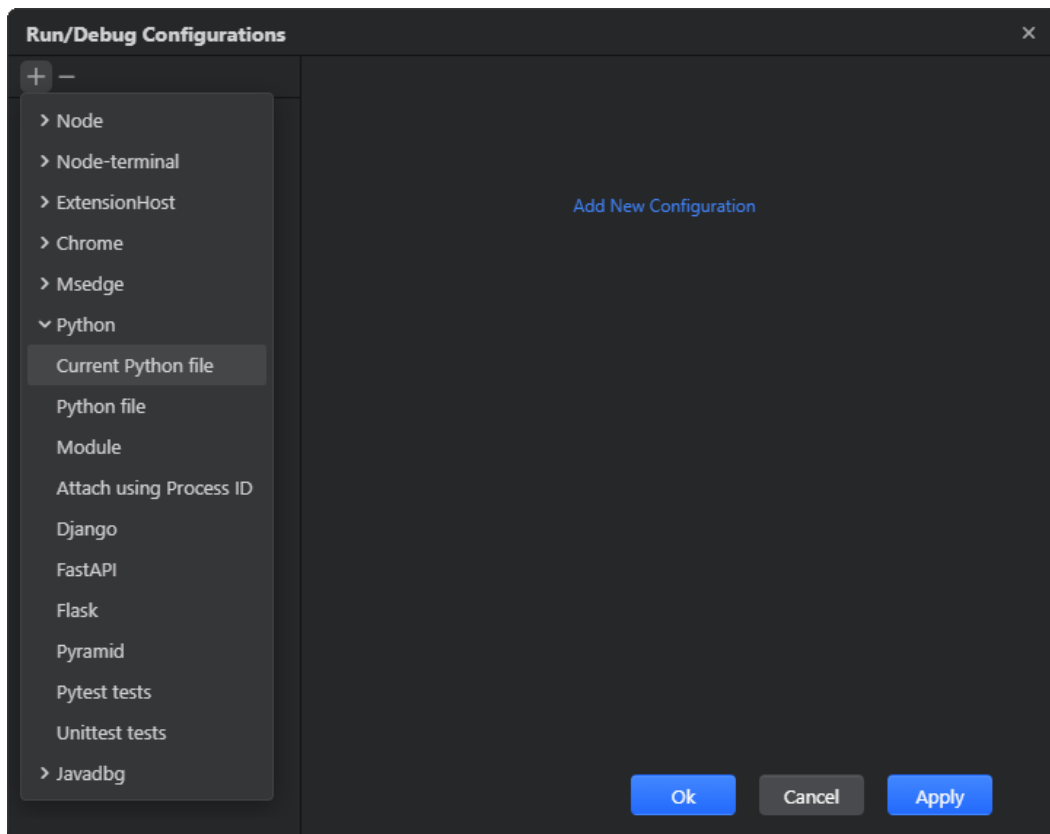 Run/Debug Configurations
Node
Node-terminal
ExtensionHost
Chrome
Add New Configuration
Msedge
Python
Current Python file
Python file
Module
Attach using Process ID
Django
FastAPI
Flask
Pyramid
Pytest tests
Unittest tests
Javadbg
Ok Cancel Apply